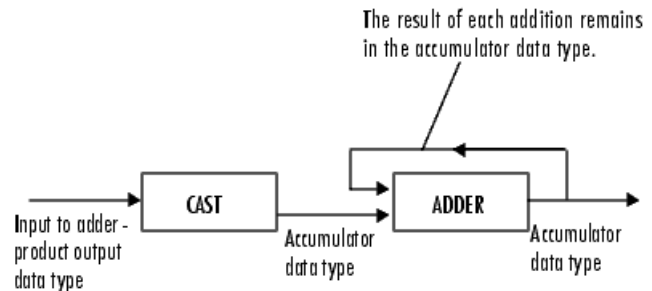 The result of each addition remains
in the accumulator data type.
CAST
ADDER
Input to adder -
product output
data type
Accumulator
data type
Accumulator
data type